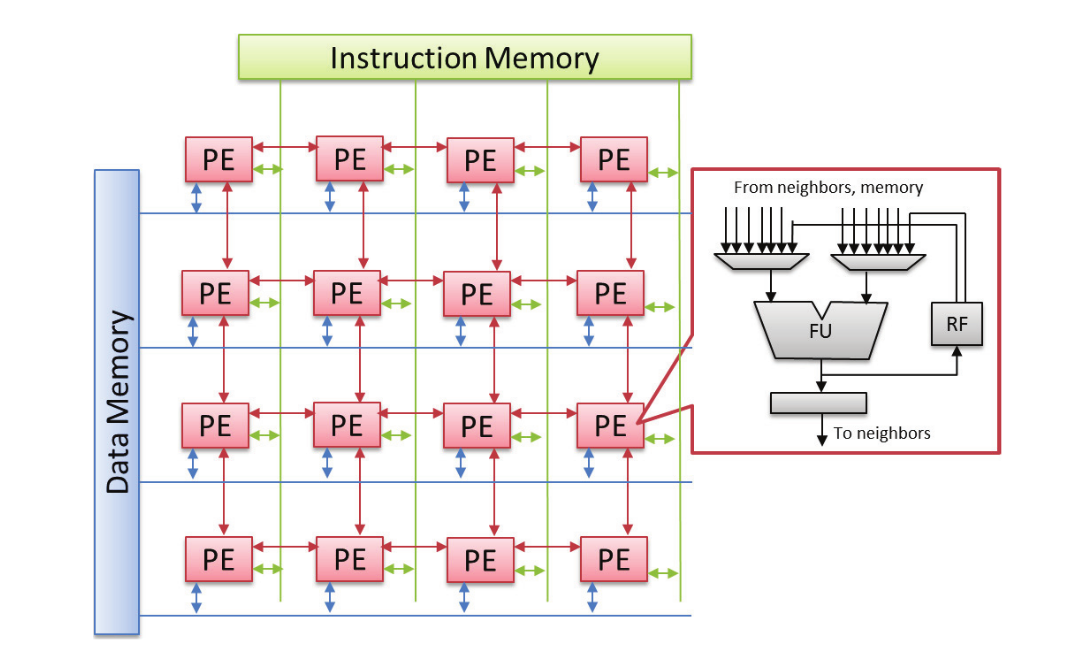 Instruction Memory
PE PE PE PE
From neighbors, memory
PE PE PE PE
FU
RF
Data Memory
PE PE PE PE
To neighbors
PE PE PE PE